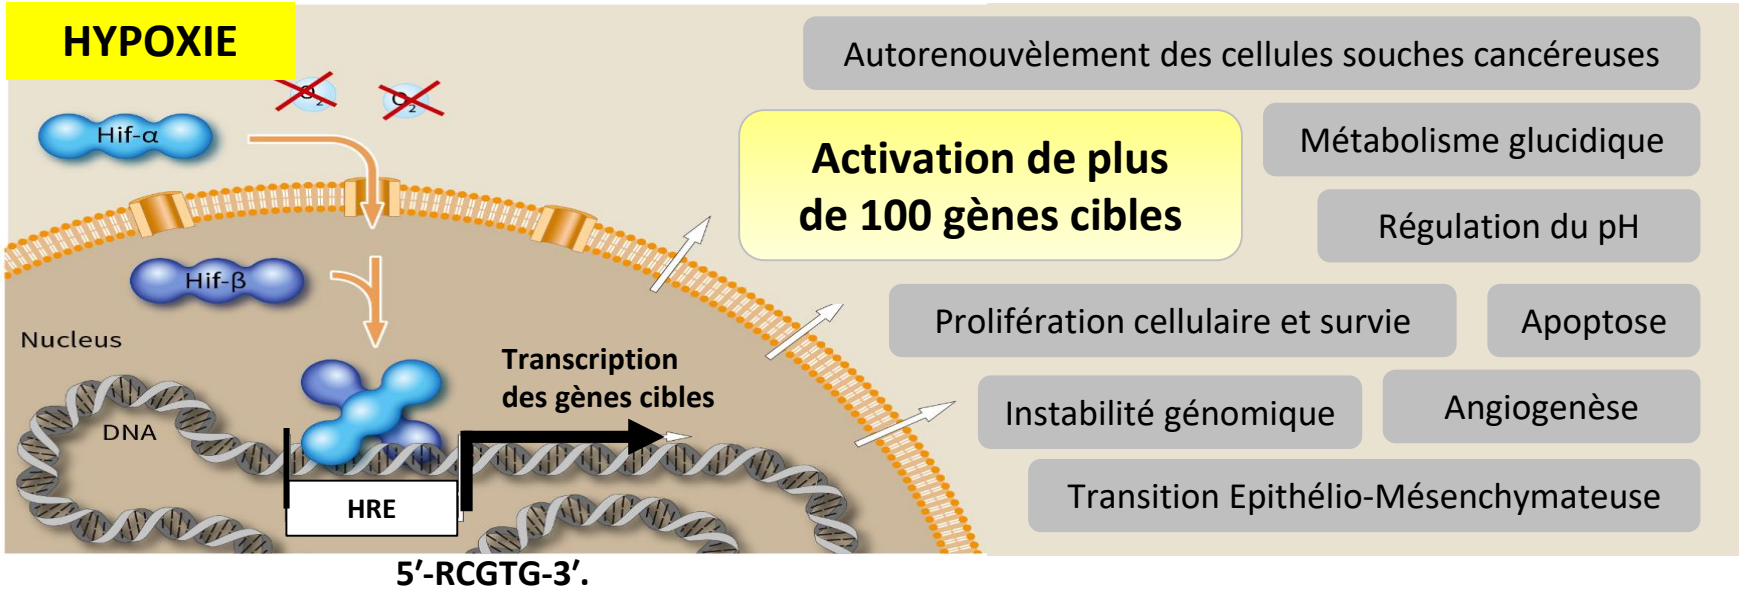 HYPOXIE
O2
O2
Hif-α
Hif-β
Nucleus
DNA
Transcription
des gènes cibles
HRE
5′-RCGTG-3′.
Activation de plus
de 100 gènes cibles
Autorenouvèlement des cellules souches cancéreuses
Métabolisme glucidique
Régulation du pH
Prolifération cellulaire et survie
Apoptose
Instabilité génomique
Angiogenèse
Transition Epithélio-Mésenchymateuse